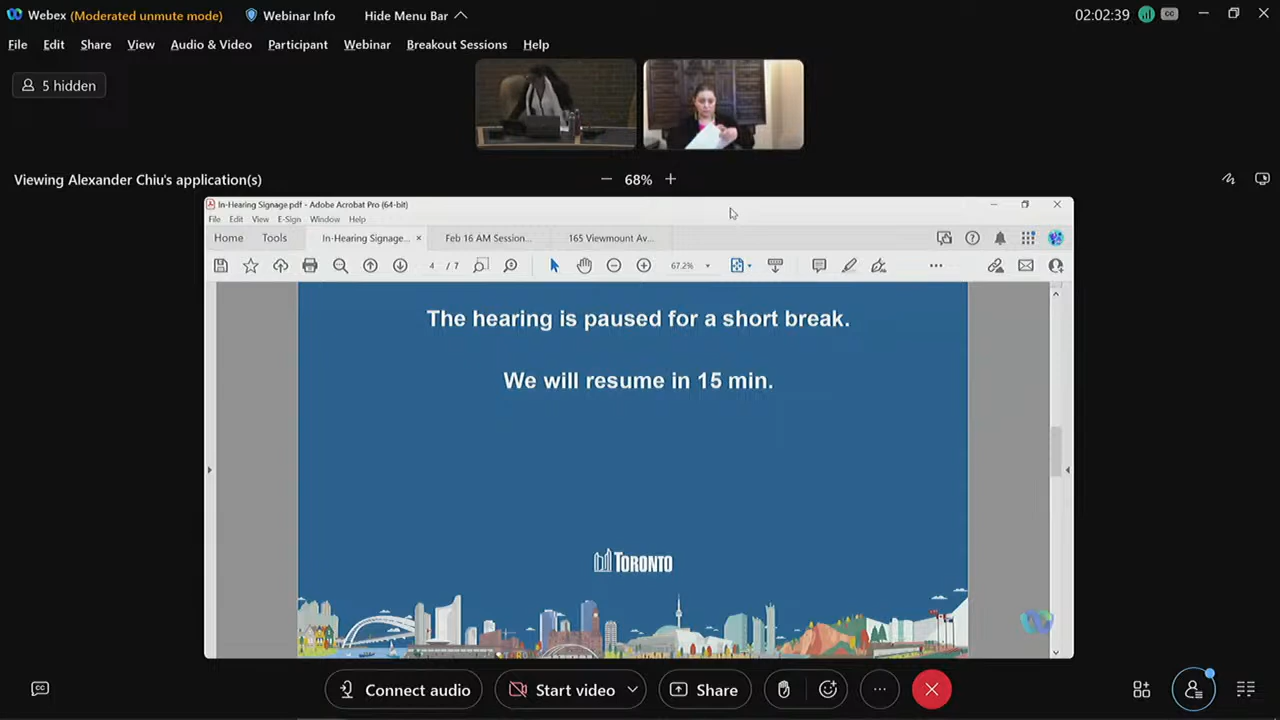 Webex (Moderated unmute mode) Webinar Info Hide Menu Bar 02:02:39 CC
File Edit Share View Audio & Video Participant Webinar Breakout Sessions Help
5 hidden
Viewing Alexander Chiu's application(s) 68%
In-Hearing Signage.pdf - Adobe Acrobat Pro (64-bit)
File Edit View E-Sign Window Help
Home Tools In-Hearing Signage... × Feb 16 AM Session... 165 Viewmount Av...
4 / 7 67.2%
The hearing is paused for a short break.
We will resume in 15 min.
TORONTO
CC Connect audio Start video Share